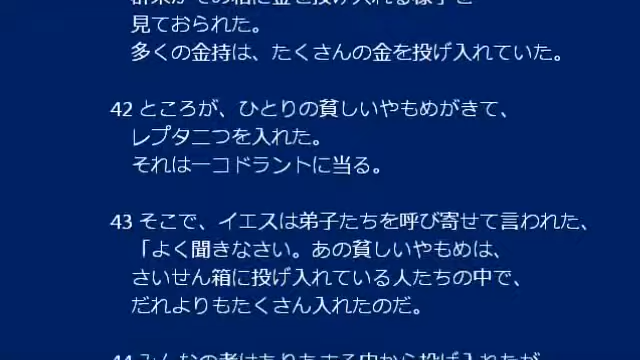 見ておられた。
多くの金持は、たくさんの金を投げ入れていた。
42 ところが、ひとりの貧しいやもめがきて、
レプタ二つを入れた。
それは一コドラントに当る。
43 そこで、イエスは弟子たちを呼び寄せて言われた、
「よく聞きなさい。あの貧しいやもめは、
さいせん箱に投げ入れている人たちの中で、
だれよりもたくさん入れたのだ。